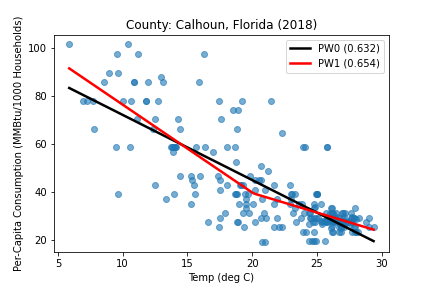 County: Calhoun, Florida (2018)
PW0 (0.632)
PW1 (0.654)
Per-Capita Consumption (MMBtu/1000 Households)
100
80
60
40
20
5 10 15 20 25 30
Temp (deg C)